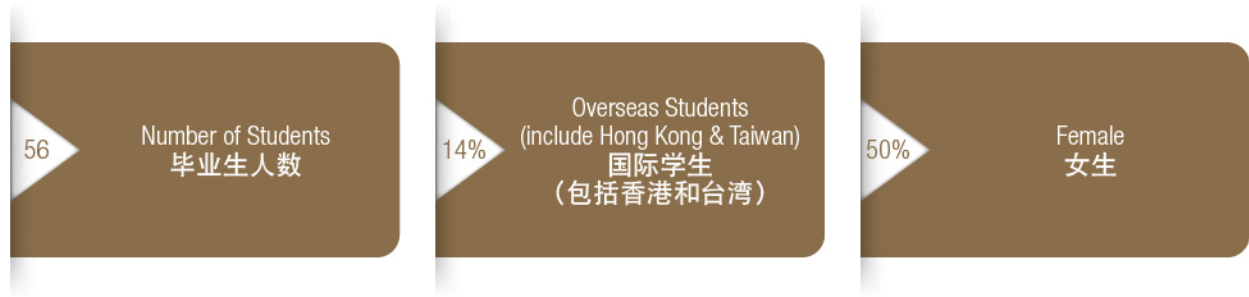 56
Number of Students
毕业生人数
14%
Overseas Students
(include Hong Kong & Taiwan)
国际学生
（包括香港和台湾）
50%
Female
女生